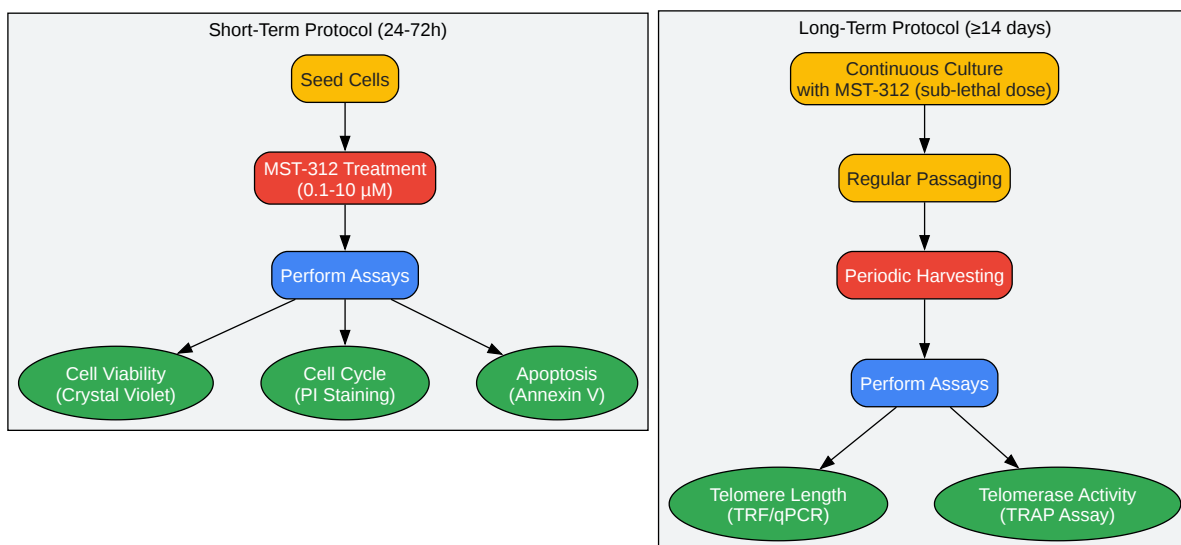 Short-Term Protocol (24-72h)
Seed Cells
MST-312 Treatment
(0.1-10 µM)
Perform Assays
Cell Viability
(Crystal Violet)
Cell Cycle
(PI Staining)
Apoptosis
(Annexin V)
Long-Term Protocol (≥14 days)
Continuous Culture
with MST-312 (sub-lethal dose)
Regular Passaging
Periodic Harvesting
Perform Assays
Telomere Length
(TRF/qPCR)
Telomerase Activity
(TRAP Assay)